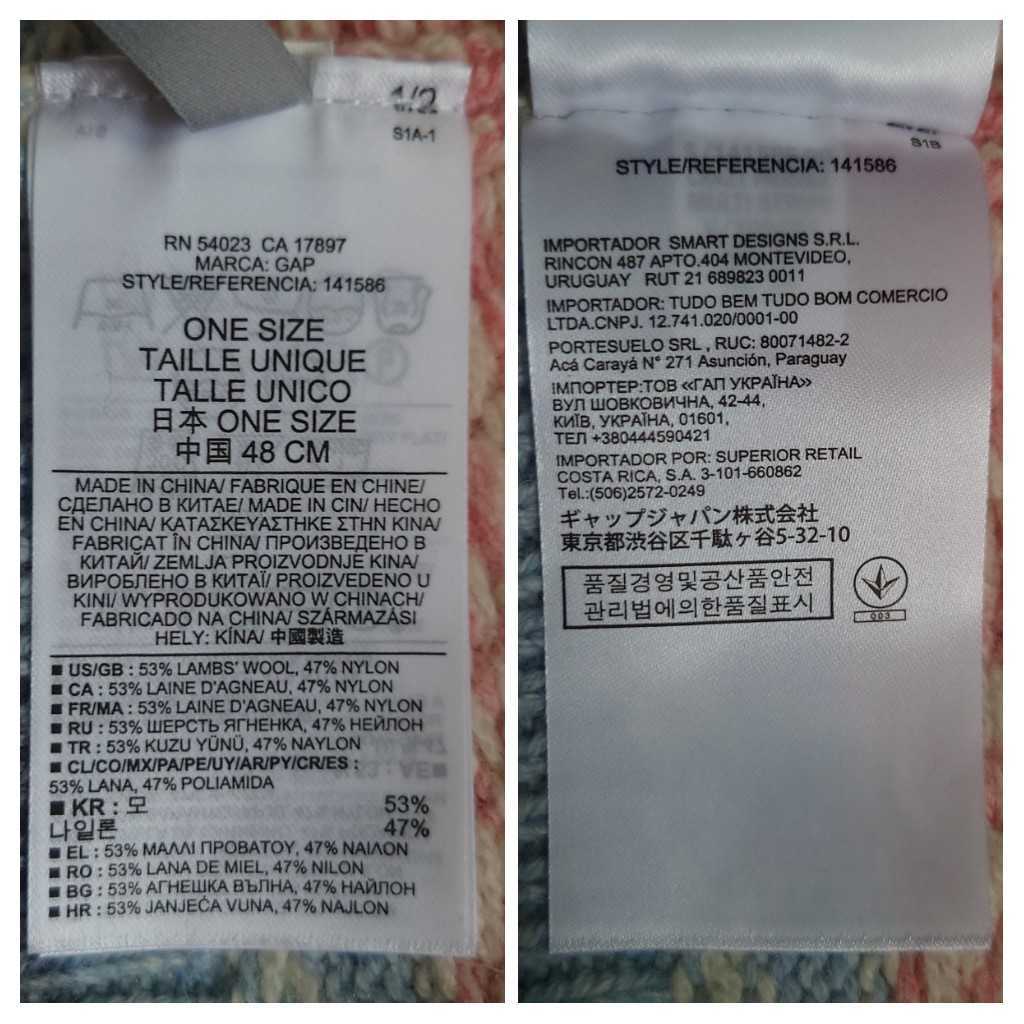 1/2
S1A-1
RN 54023 CA 17897
MARCA: GAP
STYLE/REFERENCIA: 141586
ONE SIZE
TAILLE UNIQUE
TALLE UNICO
日本 ONE SIZE
中国 48 CM
MADE IN CHINA/ FABRIQUE EN CHINE/
СДЕЛАНО В КИТАЕ/ MADE IN CIN/ HECHO
EN CHINA/ ΚΑΤΑΣΚΕΥΑΣΤΗΚΕ ΣΤΗΝ ΚΙΝΑ/
FABRICAT ÎN CHINA/ ПРОИЗВЕДЕНО В
КИТАЙ/ ZEMLJA PROIZVODNJE KINA/
ВИРОБЛЕНО В КИТАЇ/ PROIZVEDENO U
KINI/ WYPRODUKOWANO W CHINACH/
FABRICADO NA CHINA/ SZÁRMAZÁSI
HELY: KÍNA/ 中國製造
US/GB : 53% LAMBS' WOOL, 47% NYLON
CA : 53% LAINE D'AGNEAU, 47% NYLON
FR/MA : 53% LAINE D'AGNEAU, 47% NYLON
RU : 53% ШЕРСТЬ ЯГНЕНКА, 47% НЕЙЛОН
TR : 53% KUZU YÜNÜ, 47% NAYLON
CL/CO/MX/PA/PE/UY/AR/PY/CR/ES :
53% LANA, 47% POLIAMIDA
KR : 모 53%
나일론 47%
EL : 53% ΜΑΛΛΙ ΠΡΟΒΑΤΟΥ, 47% ΝΑΙΛΟΝ
RO : 53% LANA DE MIEL, 47% NILON
BG : 53% АГНЕШКА ВЪЛНА, 47% НАЙЛОН
HR : 53% JANJEĆA VUNA, 47% NAJLON
S1B
STYLE/REFERENCIA: 141586
IMPORTADOR SMART DESIGNS S.R.L.
RINCON 487 APTO.404 MONTEVIDEO,
URUGUAY RUT 21 689823 0011
IMPORTADOR: TUDO BEM TUDO BOM COMERCIO
LTDA.CNPJ. 12.741.020/0001-00
PORTESUELO SRL , RUC: 80071482-2
Acá Carayá N° 271 Asunción, Paraguay
ІМПОРТЕР:ТОВ «ГАП УКРАЇНА»
ВУЛ ШОВКОВИЧНА, 42-44,
КИЇВ, УКРАЇНА, 01601,
ТЕЛ +380444590421
IMPORTADO POR: SUPERIOR RETAIL
COSTA RICA, S.A. 3-101-660862
Tel.:(506)2572-0249
ギャップジャパン株式会社
東京都渋谷区千駄ヶ谷5-32-10
품질경영및공산품안전
관리법에의한품질표시
003